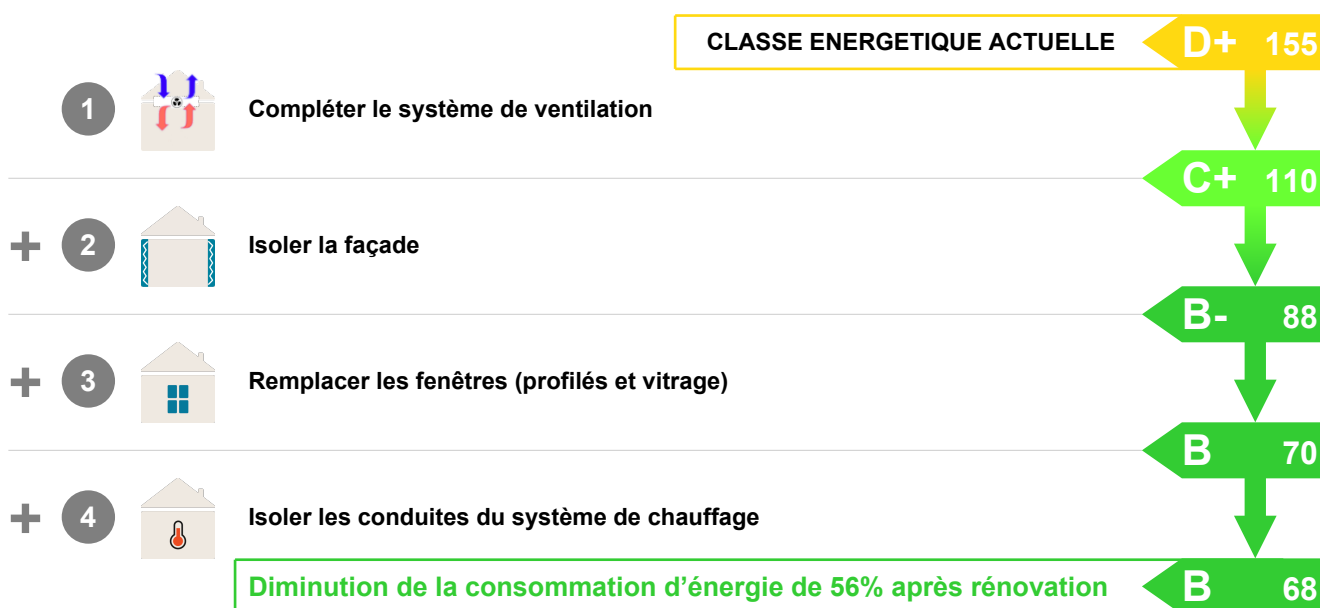 CLASSE ENERGETIQUE ACTUELLE D+ 155
1 Compléter le système de ventilation
C+ 110
+ 2 Isoler la façade
B- 88
+ 3 Remplacer les fenêtres (profilés et vitrage)
B 70
+ 4 Isoler les conduites du système de chauffage
Diminution de la consommation d’énergie de 56% après rénovation B 68